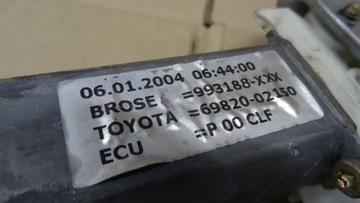 06.01.2004 06:44:00
BROSE =993188-XXX
TOYOTA =69820-02150
ECU =P 00 CLF